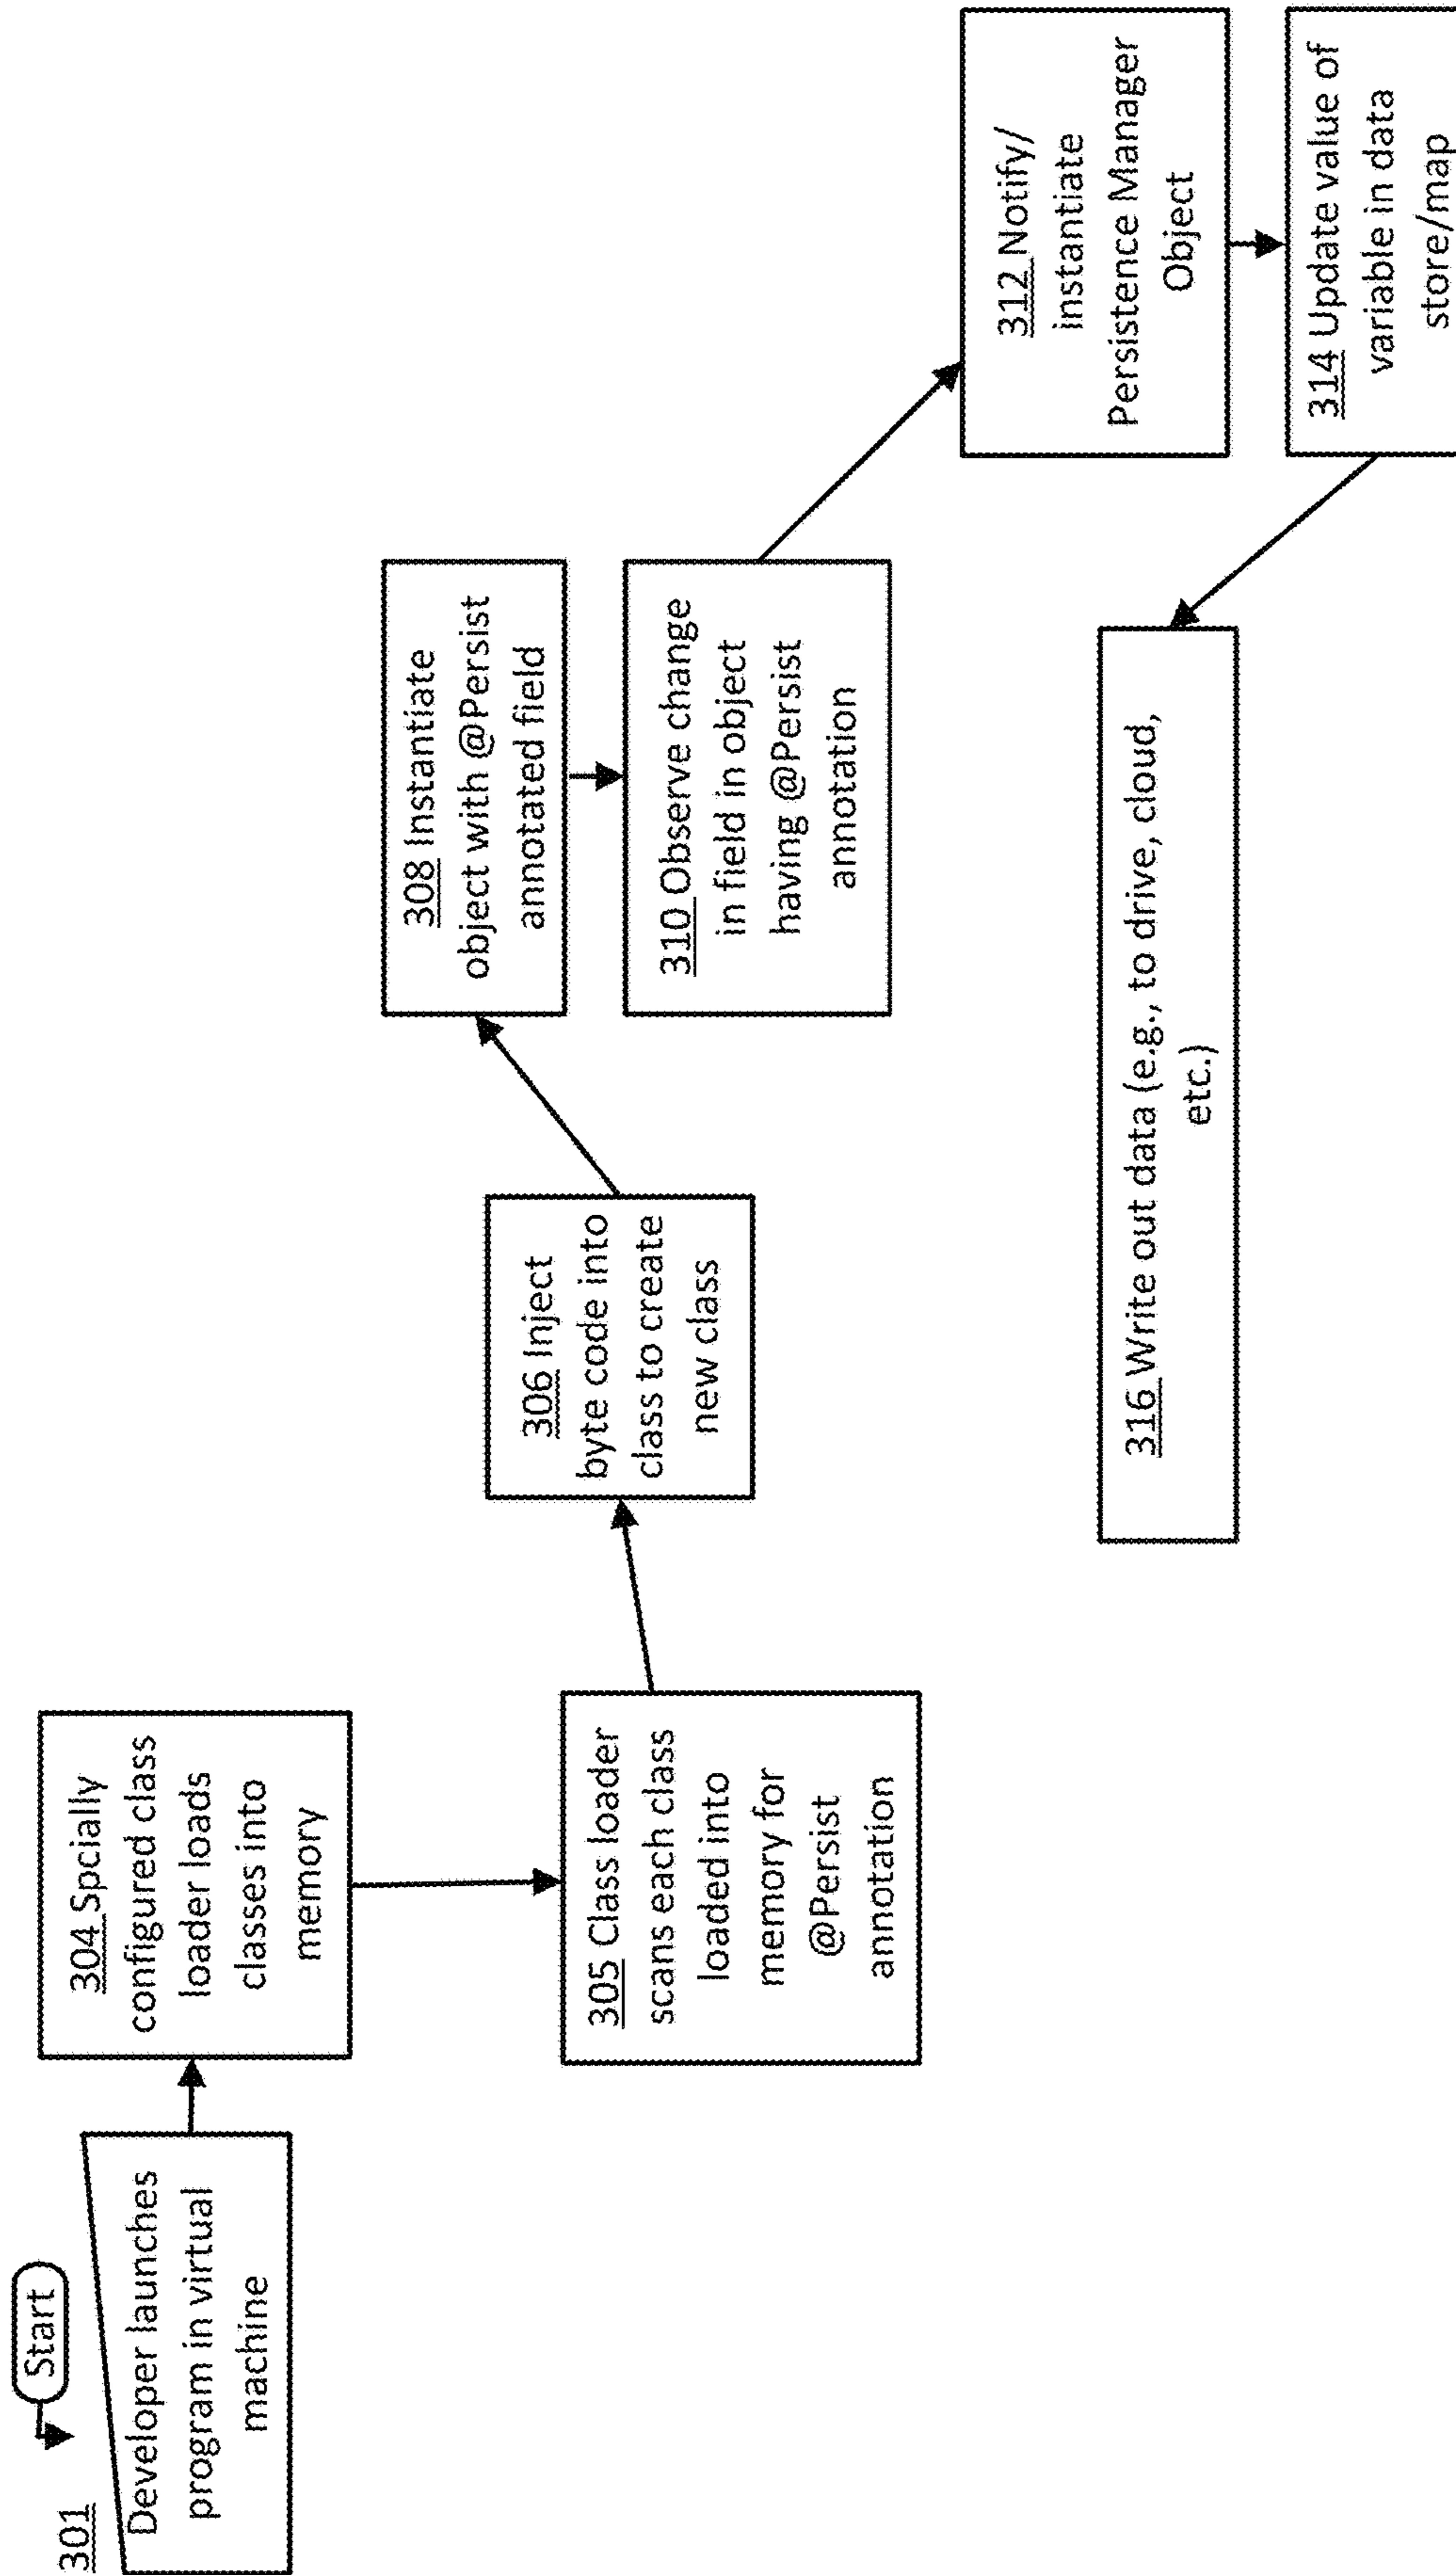 Start
301
Developer launches
program in virtual
machine
304 Spcially
configured class
loader loads
classes into
memory
305 Class loader
scans each class
loaded into
memory for
@Persist
annotation
306 Inject
byte code into
class to create
new class
308 Instantiate
object with @Persist
annotated field
310 Observe change
in field in object
having @Persist
annotation
312 Notify/
instantiate
Persistence Manager
Object
314 Update value of
variable in data
store/map
316 Write out data (e.g., to drive, cloud,
etc.)